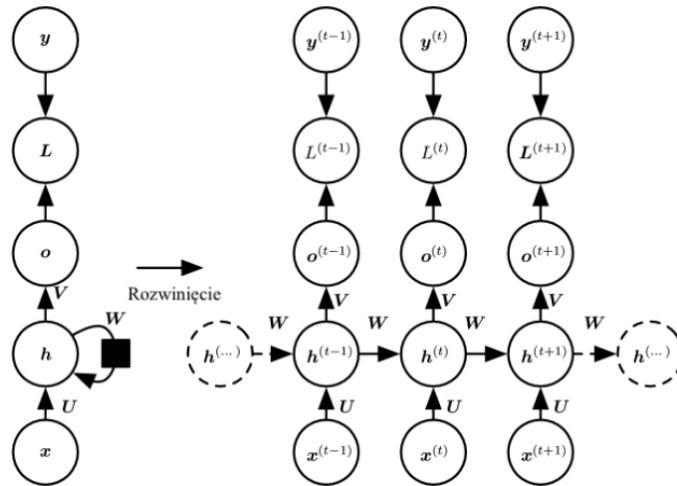 y y^{(t-1)} y^{(t)} y^{(t+1)}
L L^{(t-1)} L^{(t)} L^{(t+1)}
o o^{(t-1)} o^{(t)} o^{(t+1)}
Rozwinięcie
V V V V
W W W W W
h h^{(...)} h^{(t-1)} h^{(t)} h^{(t+1)} h^{(...)}
U U U U
x x^{(t-1)} x^{(t)} x^{(t+1)}